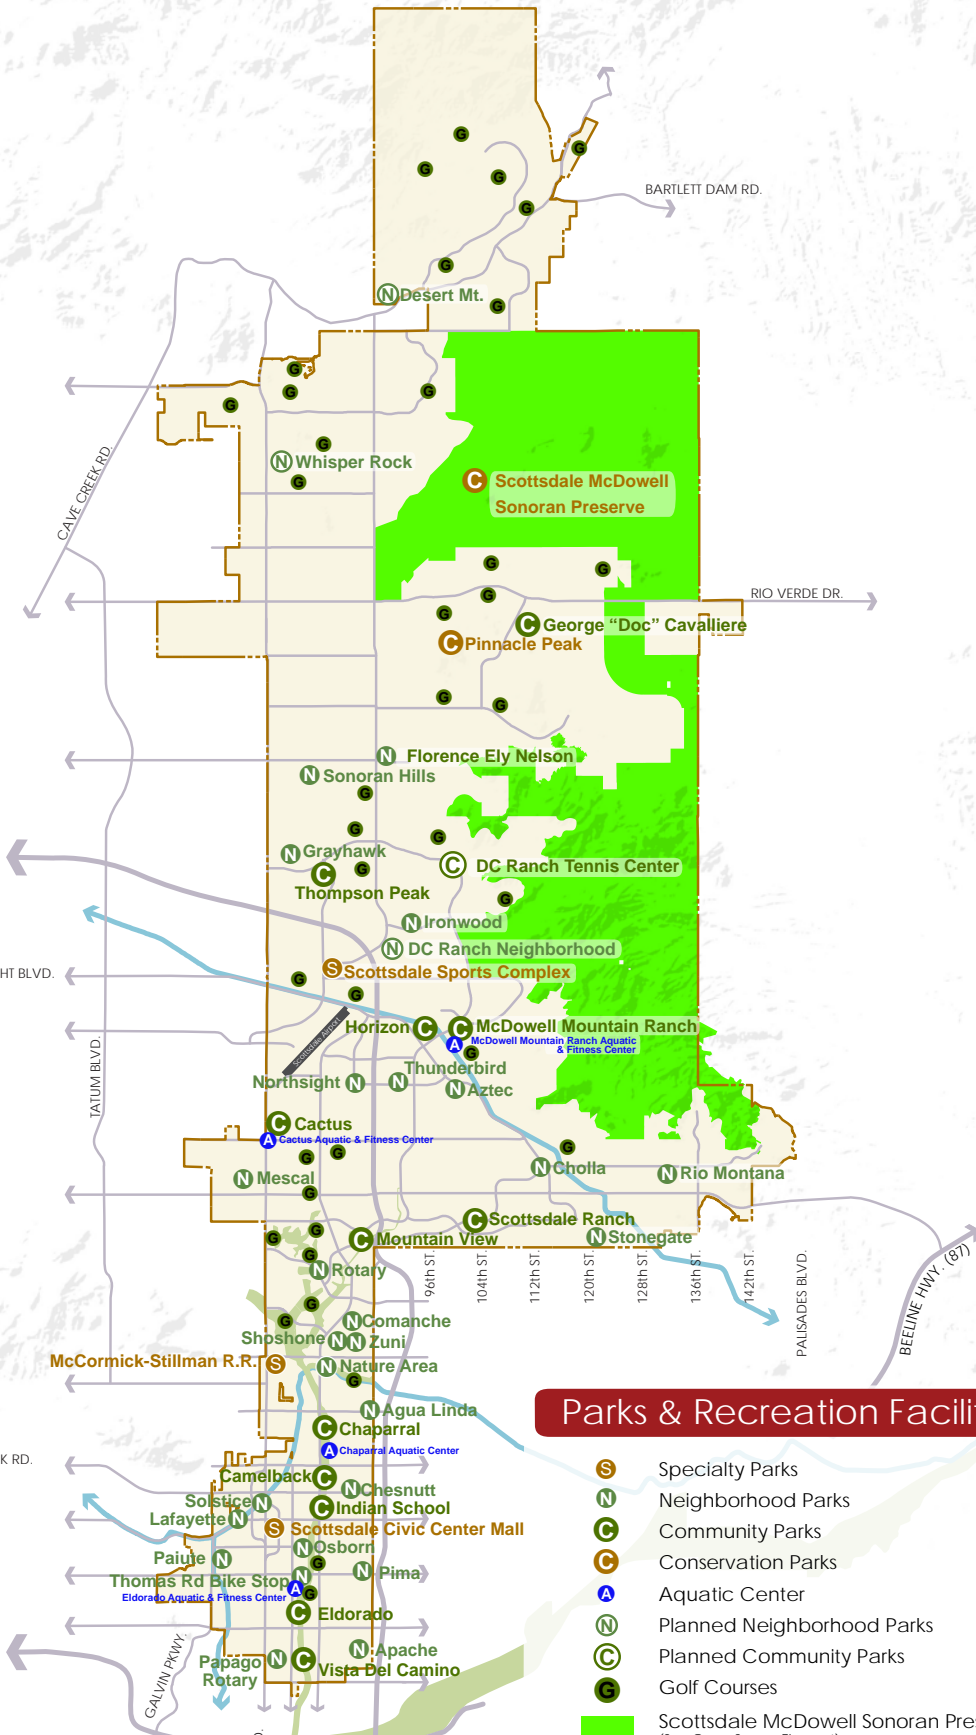 BARTLETT DAM RD.
G
G
G
G
G
G
N Desert Mt.
G
G
G
G
G
CAVE CREEK RD.
G
N Whisper Rock
G
C Scottsdale McDowell
Sonoran Preserve
G
G
G
RIO VERDE DR.
G
C George “Doc” Cavalliere
C Pinnacle Peak
G
G
N Florence Ely Nelson
N Sonoran Hills
G
G
G
N Grayhawk
C DC Ranch Tennis Center
C
G
Thompson Peak
G
N Ironwood
N DC Ranch Neighborhood
S Scottsdale Sports Complex
HT BLVD.
G
G
Scottsdale Airport
Horizon C
C McDowell Mountain Ranch
A McDowell Mountain Ranch Aquatic
& Fitness Center
G
TATUM BLVD.
Thunderbird
Northsight N
N
N Aztec
C Cactus
A Cactus Aquatic & Fitness Center
G
G
G
N Cholla
N Rio Montana
N Mescal
G
C Scottsdale Ranch
G
G
C Mountain View
N Stonegate
G
N Rotary
96th ST.
104th ST.
112th ST.
120th ST.
128th ST.
136th ST.
142th ST.
PALISADES BLVD.
BEELINE HWY. (87)
G
G
N Comanche
Shoshone N
N Zuni
McCormick-Stillman R.R. S
N Nature Area
G
N Agua Linda
C Chaparral
A Chaparral Aquatic Center
K RD.
Camelback C
N Chesnutt
Solstice N
C Indian School
Lafayette N
S Scottsdale Civic Center Mall
N Osborn
Paiute N
G
N Pima
Thomas Rd Bike Stop N
Eldorado Aquatic & Fitness Center A
G
C Eldorado
GALVIN PKWY.
N Apache
Papago
Rotary
N
C Vista Del Camino
D.
Parks & Recreation Facilit
S Specialty Parks
N Neighborhood Parks
C Community Parks
C Conservation Parks
A Aquatic Center
N Planned Neighborhood Parks
C Planned Community Parks
G Golf Courses
Scottsdale McDowell Sonoran Pre